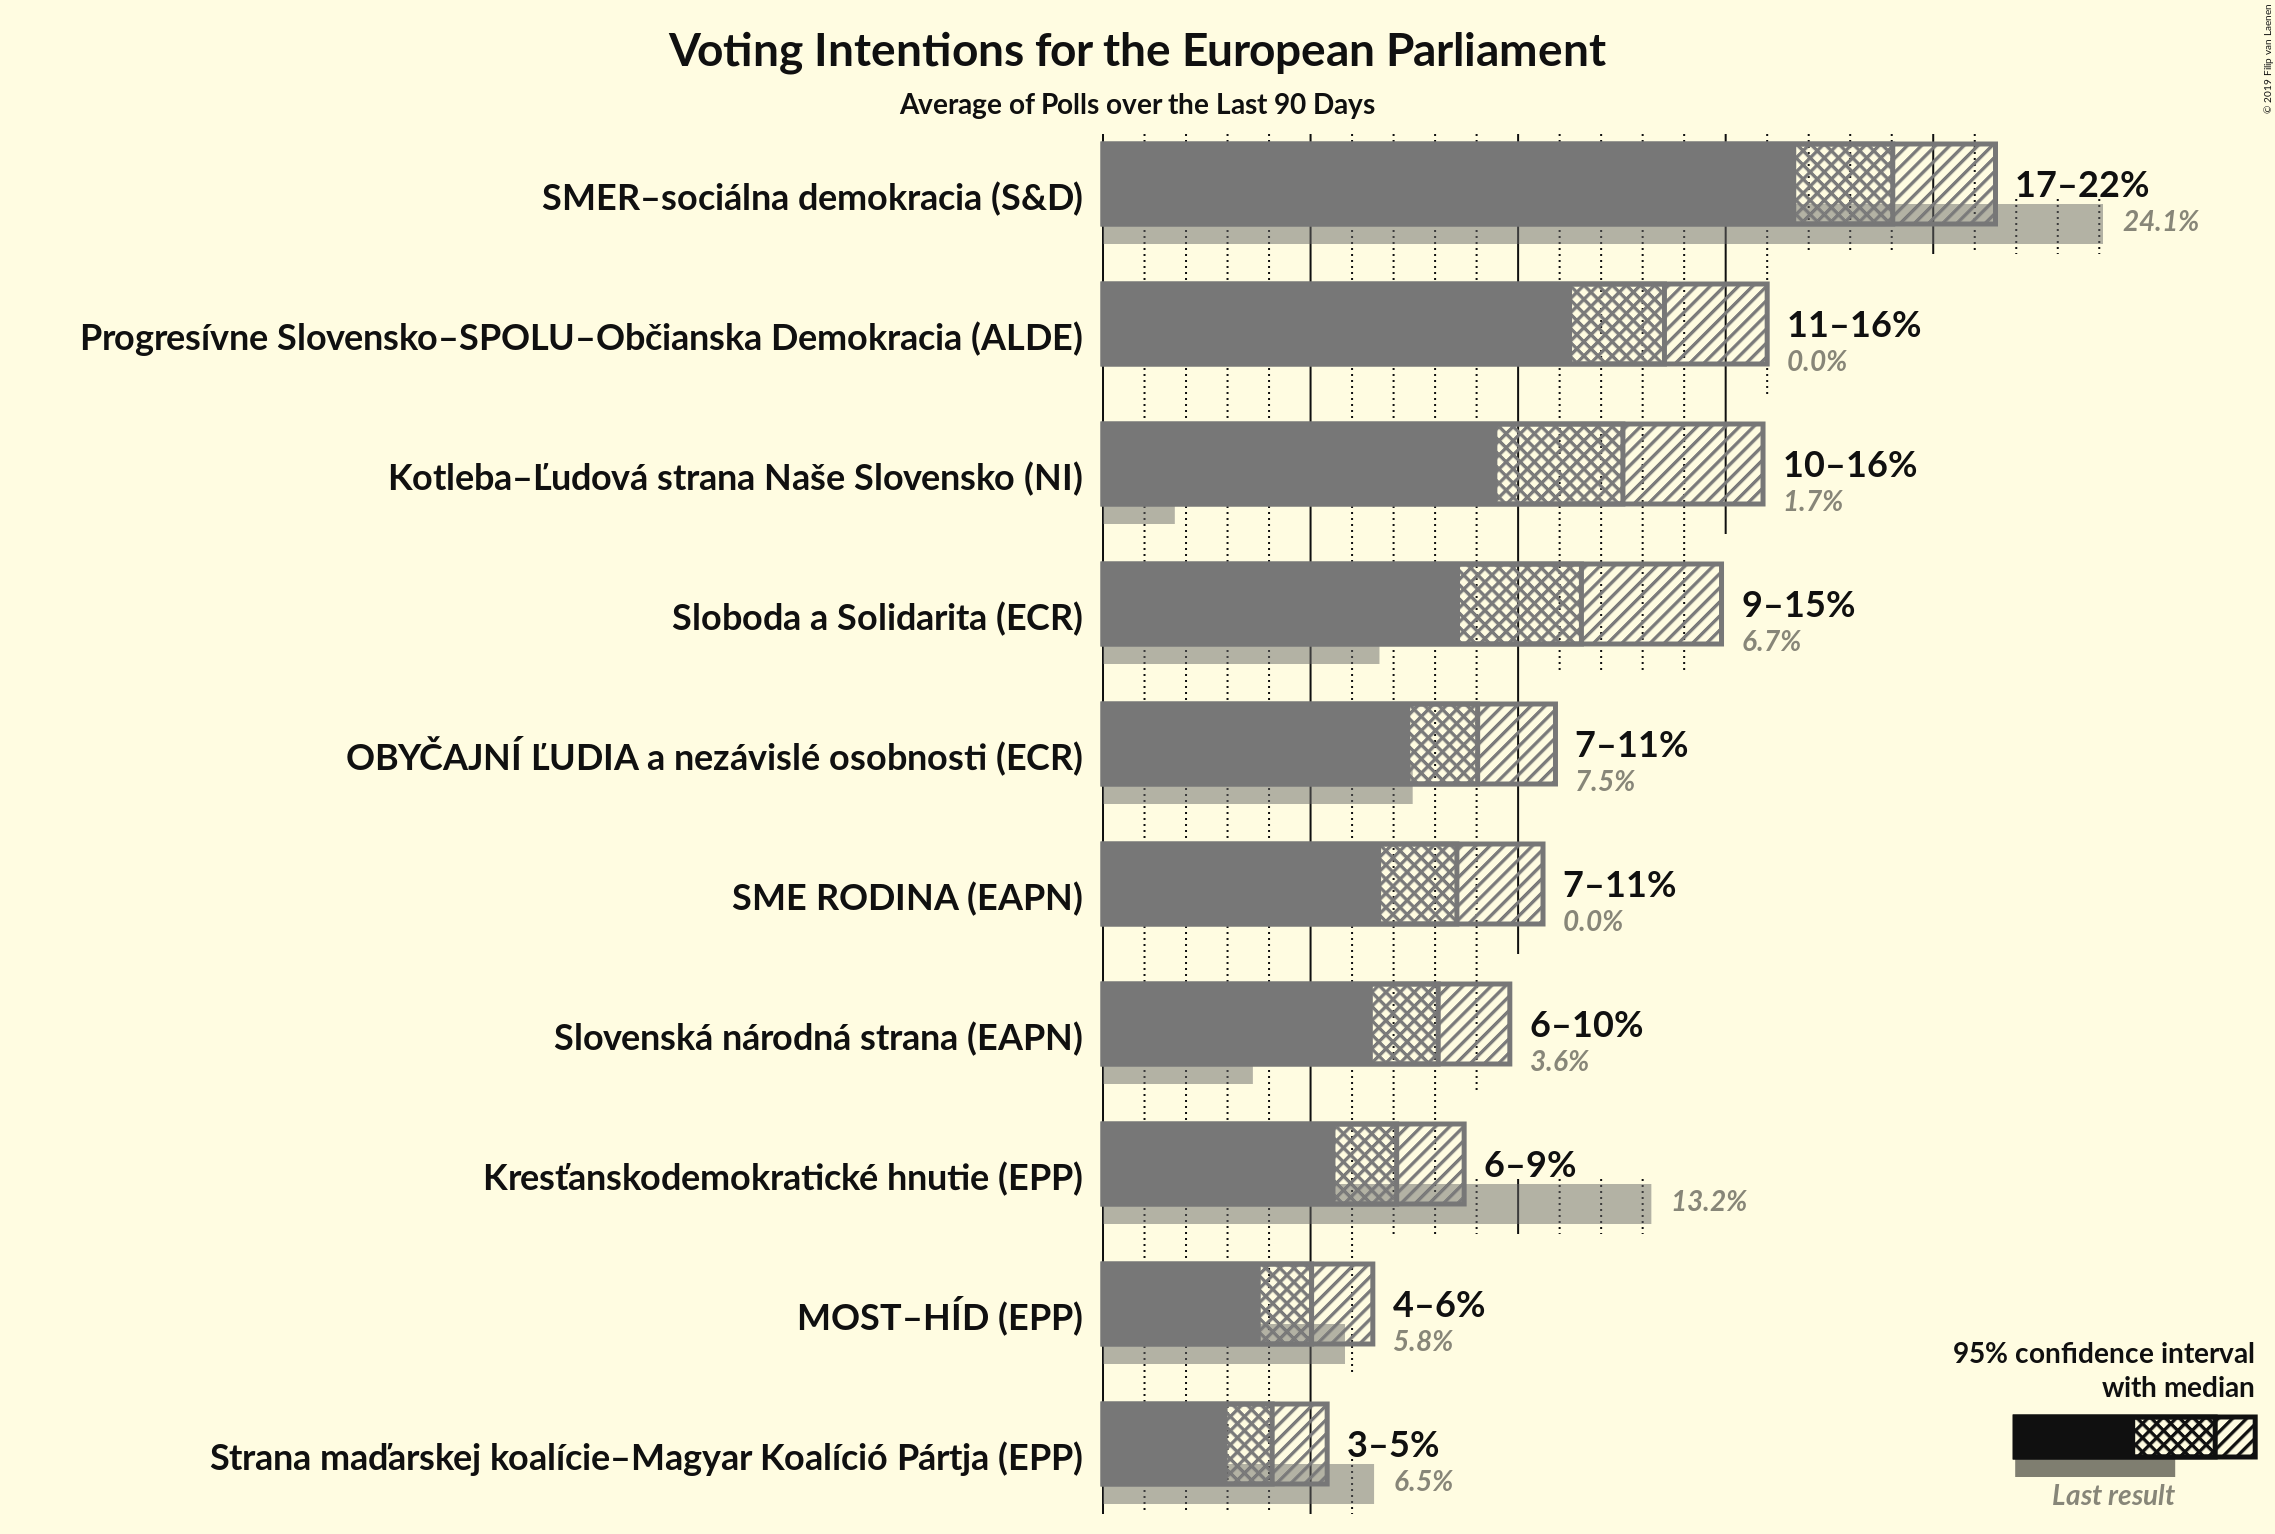 Voting Intentions for the European Parliament
Average of Polls over the Last 90 Days
© 2019 Filip van Laenen
SMER–sociálna demokracia (S&D)
17–22%
24.1%
Progresívne Slovensko–SPOLU–Občianska Demokracia (ALDE)
11–16%
0.0%
Kotleba–Ľudová strana Naše Slovensko (NI)
10–16%
1.7%
Sloboda a Solidarita (ECR)
9–15%
6.7%
OBYČAJNÍ ĽUDIA a nezávislé osobnosti (ECR)
7–11%
7.5%
SME RODINA (EAPN)
7–11%
0.0%
Slovenská národná strana (EAPN)
6–10%
3.6%
Kresťanskodemokratické hnutie (EPP)
6–9%
13.2%
MOST–HÍD (EPP)
4–6%
5.8%
Strana maďarskej koalície–Magyar Koalíció Pártja (EPP)
3–5%
6.5%
95% confidence interval
with median
Last result